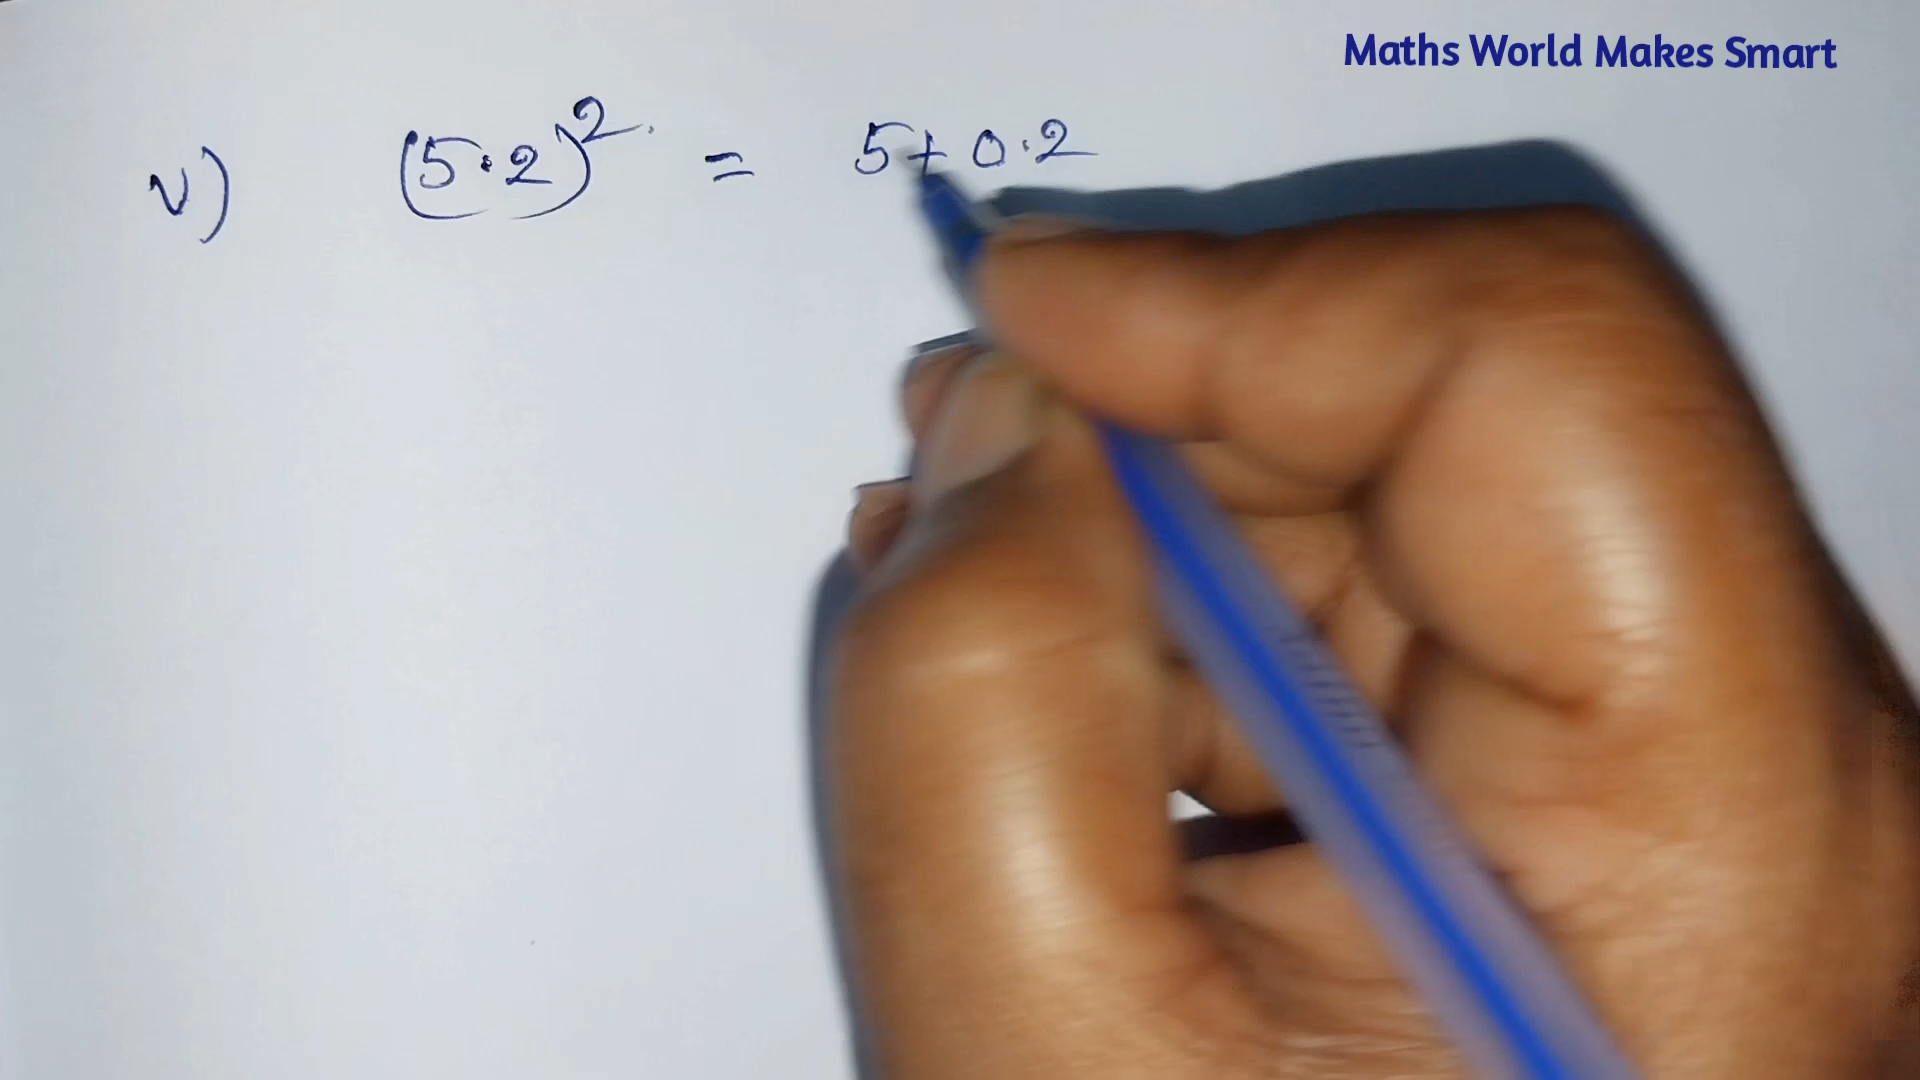 Maths World Makes Smart
v) (5.2)² = 5+0.2